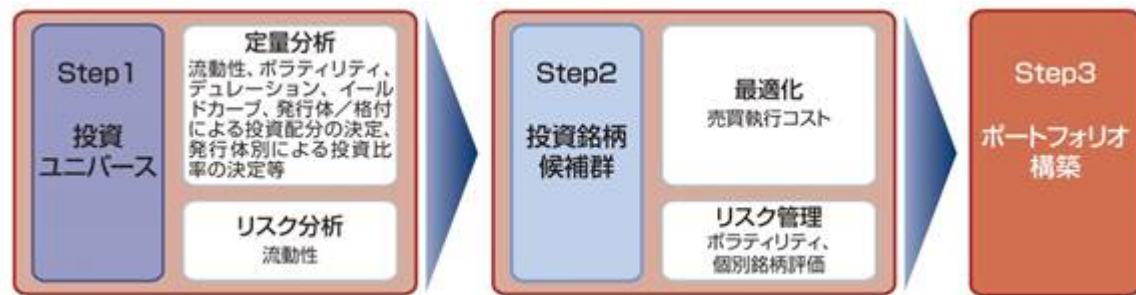 Step1
投資
ユニバース
定量分析
流動性、ボラティリティ、
デュレーション、イール
ドカーブ、発行体／格付
による投資配分の決定、
発行体別による投資比
率の決定等
リスク分析
流動性
Step2
投資銘柄
候補群
最適化
売買執行コスト
リスク管理
ボラティリティ、
個別銘柄評価
Step3
ポートフォリオ
構築